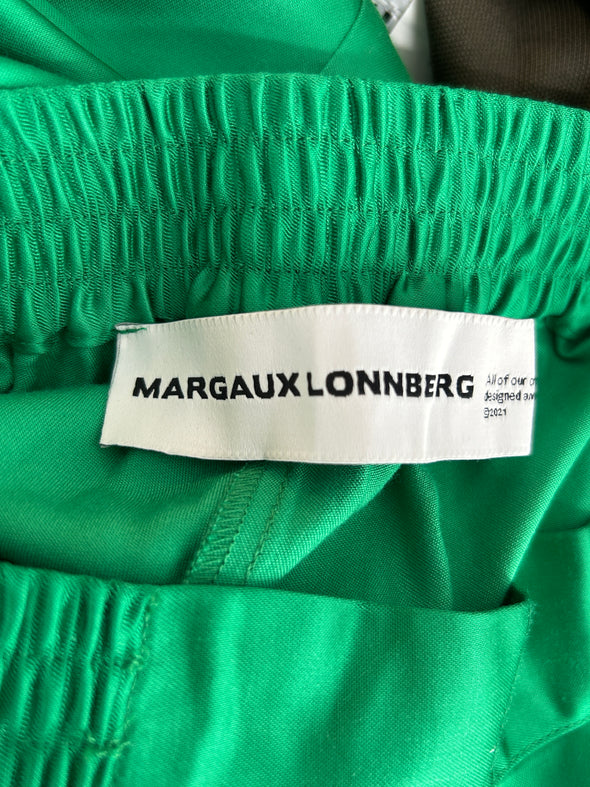 MARGAUX LONNBERG
All of our
designed
©2021